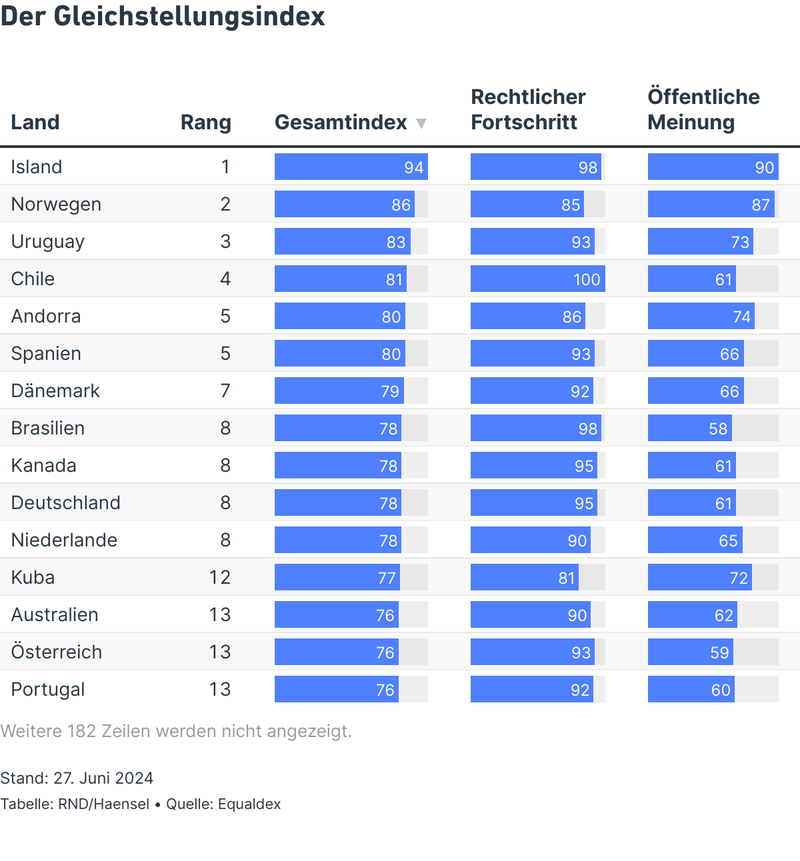 Der Gleichstellungsindex
Land Rang Gesamtindex ▼ Rechtlicher Fortschritt Öffentliche Meinung
Island 1 94 98 90
Norwegen 2 86 85 87
Uruguay 3 83 93 73
Chile 4 81 100 61
Andorra 5 80 86 74
Spanien 5 80 93 66
Dänemark 7 79 92 66
Brasilien 8 78 98 58
Kanada 8 78 95 61
Deutschland 8 78 95 61
Niederlande 8 78 90 65
Kuba 12 77 81 72
Australien 13 76 90 62
Österreich 13 76 93 59
Portugal 13 76 92 60
Weitere 182 Zeilen werden nicht angezeigt.
Stand: 27. Juni 2024
Tabelle: RND/Haensel • Quelle: Equaldex